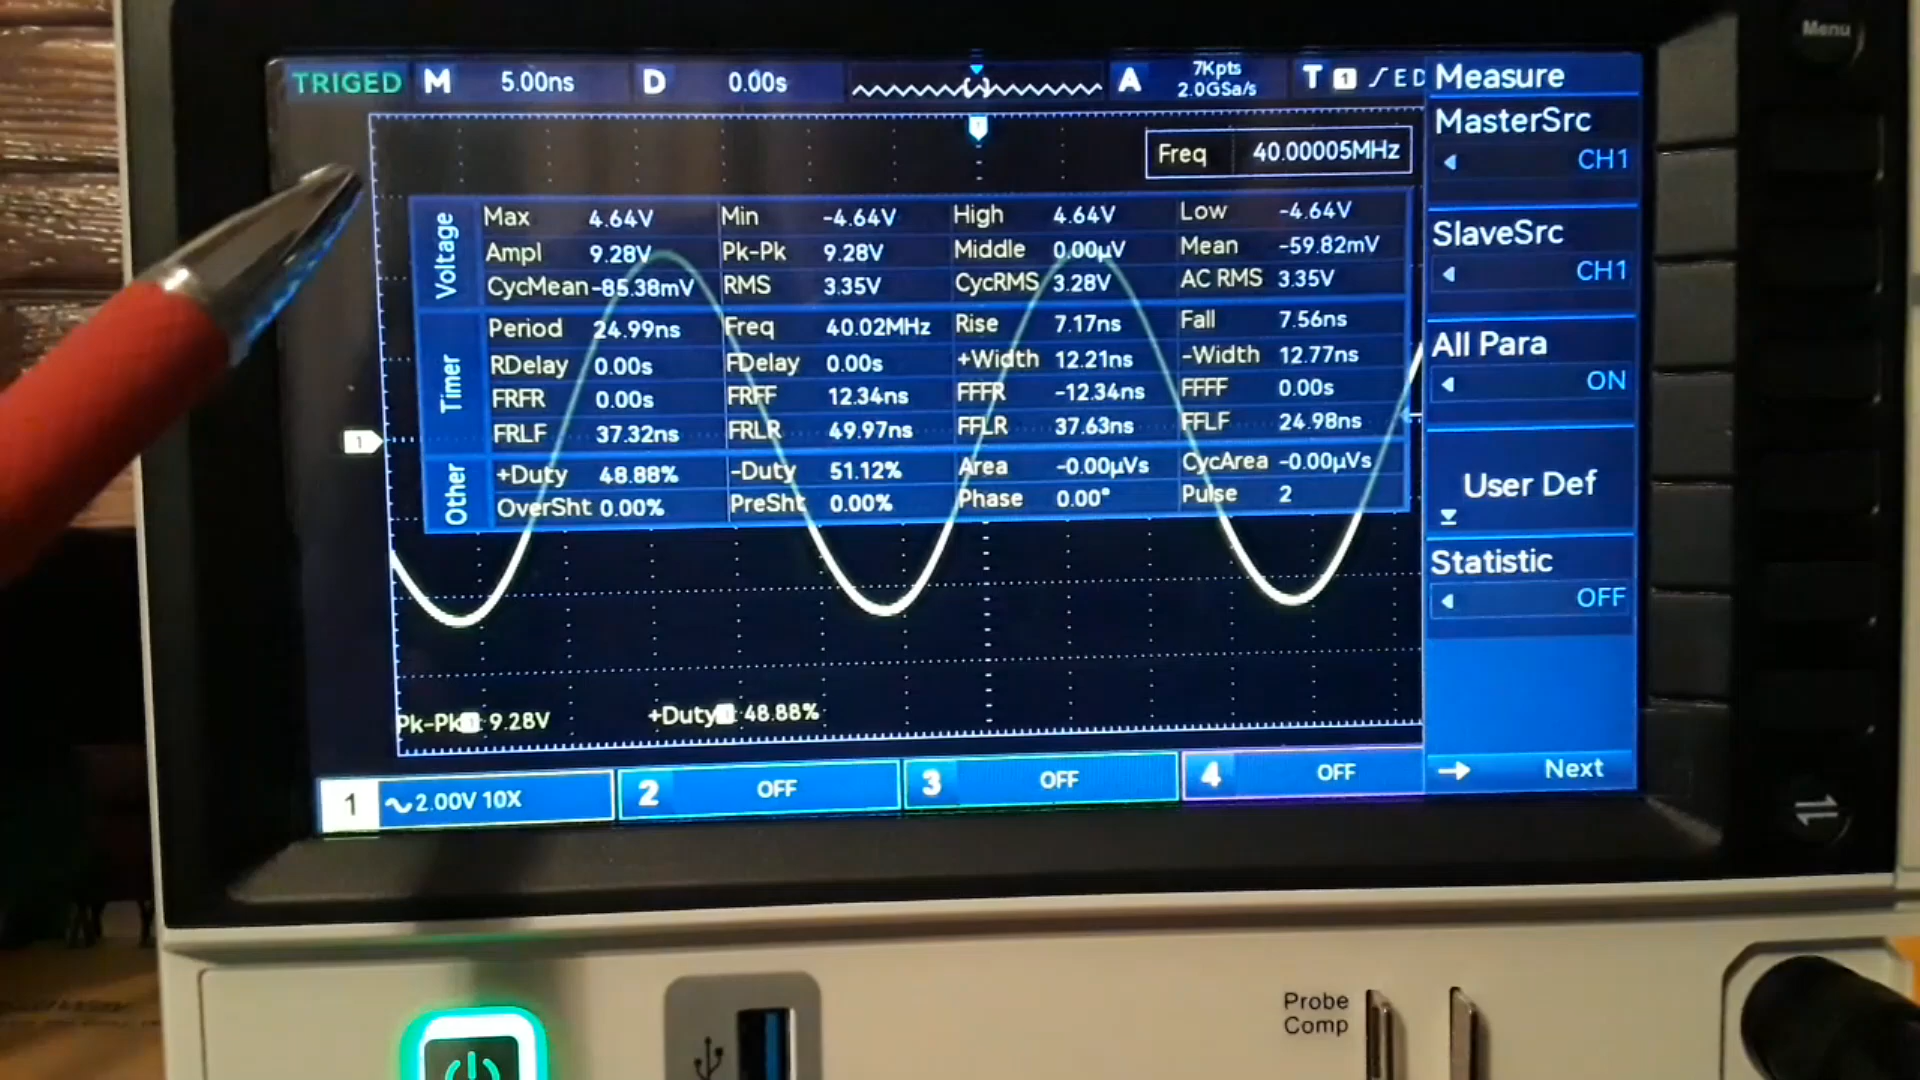 Menu
TRIGED M 5.00ns D 0.00s A 7Kpts 2.0GSa/s T 1 ED
Measure
MasterSrc
CH1
SlaveSrc
CH1
All Para
ON
User Def
Statistic
OFF
Next
Freq 40.00005MHz
Voltage
Max 4.64V Min -4.64V High 4.64V Low -4.64V
Ampl 9.28V Pk-Pk 9.28V Middle 0.00µV Mean -59.82mV
CycMean -85.38mV RMS 3.35V CycRMS 3.28V AC RMS 3.35V
Timer
Period 24.99ns Freq 40.02MHz Rise 7.17ns Fall 7.56ns
RDelay 0.00s FDelay 0.00s +Width 12.21ns -Width 12.77ns
FRFR 0.00s FRFF 12.34ns FFFR -12.34ns FFFF 0.00s
FRLF 37.32ns FRLR 49.97ns FFLR 37.63ns FFLF 24.98ns
Other
+Duty 48.88% -Duty 51.12% Area -0.00µVs CycArea -0.00µVs
OverSht 0.00% PreSht 0.00% Phase 0.00° Pulse 2
1
Pk-Pk1: 9.28V +Duty1: 48.88%
1 2.00V 10X 2 OFF 3 OFF 4 OFF
Probe
Comp